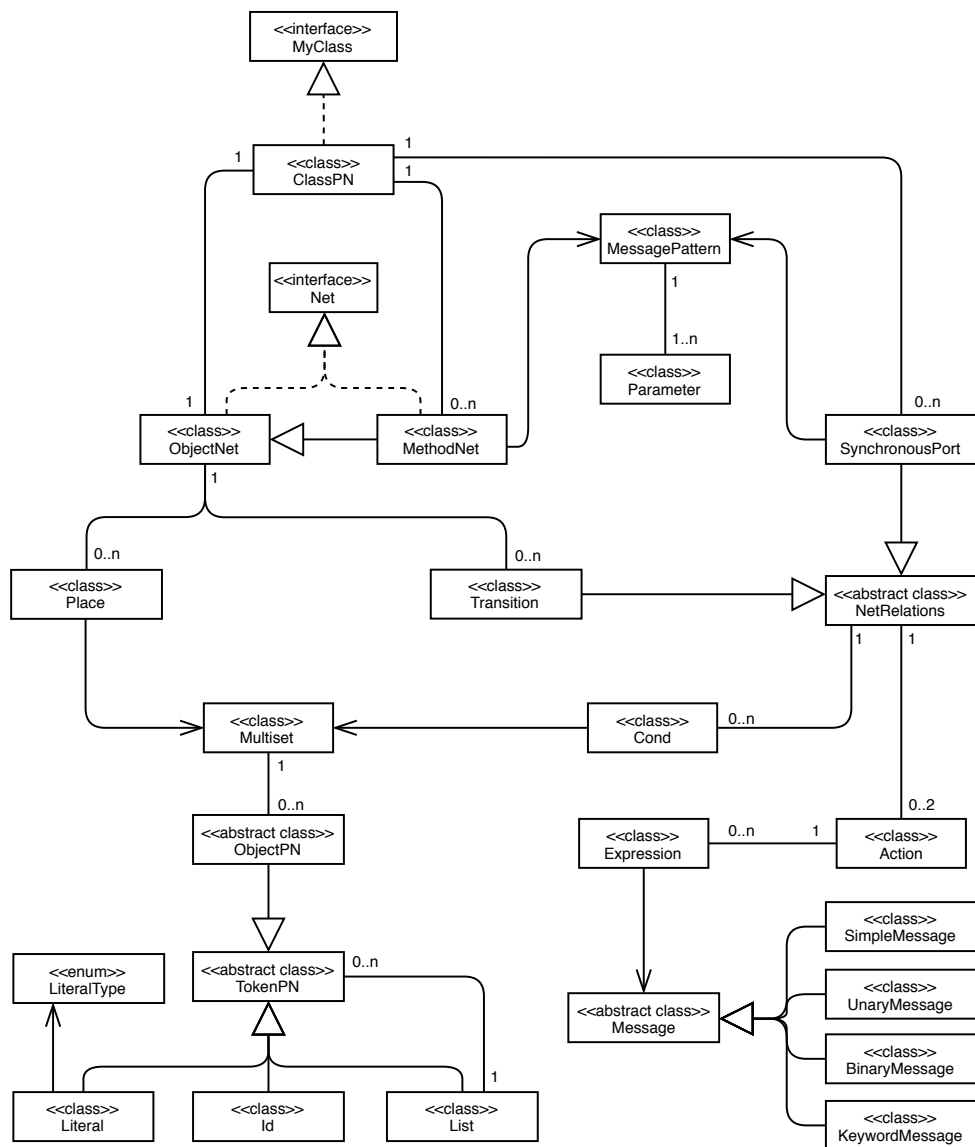 <<interface>>
MyClass
1
<<class>>
ClassPN
1
1
<<class>>
MessagePattern
<<interface>>
Net
1
1..n
<<class>>
Parameter
1
0..n
0..n
<<class>>
ObjectNet
<<class>>
MethodNet
<<class>>
SynchronousPort
1
0..n
0..n
<<class>>
Place
<<class>>
Transition
<<abstract class>>
NetRelations
1
1
<<class>>
Multiset
<<class>>
Cond
0..n
1
0..n
0..2
<<abstract class>>
ObjectPN
<<class>>
Expression
0..n
1
<<class>>
Action
<<class>>
SimpleMessage
<<enum>>
LiteralType
<<abstract class>>
TokenPN
0..n
<<class>>
UnaryMessage
<<abstract class>>
Message
<<class>>
BinaryMessage
1
<<class>>
Literal
<<class>>
Id
<<class>>
List
<<class>>
KeywordMessage